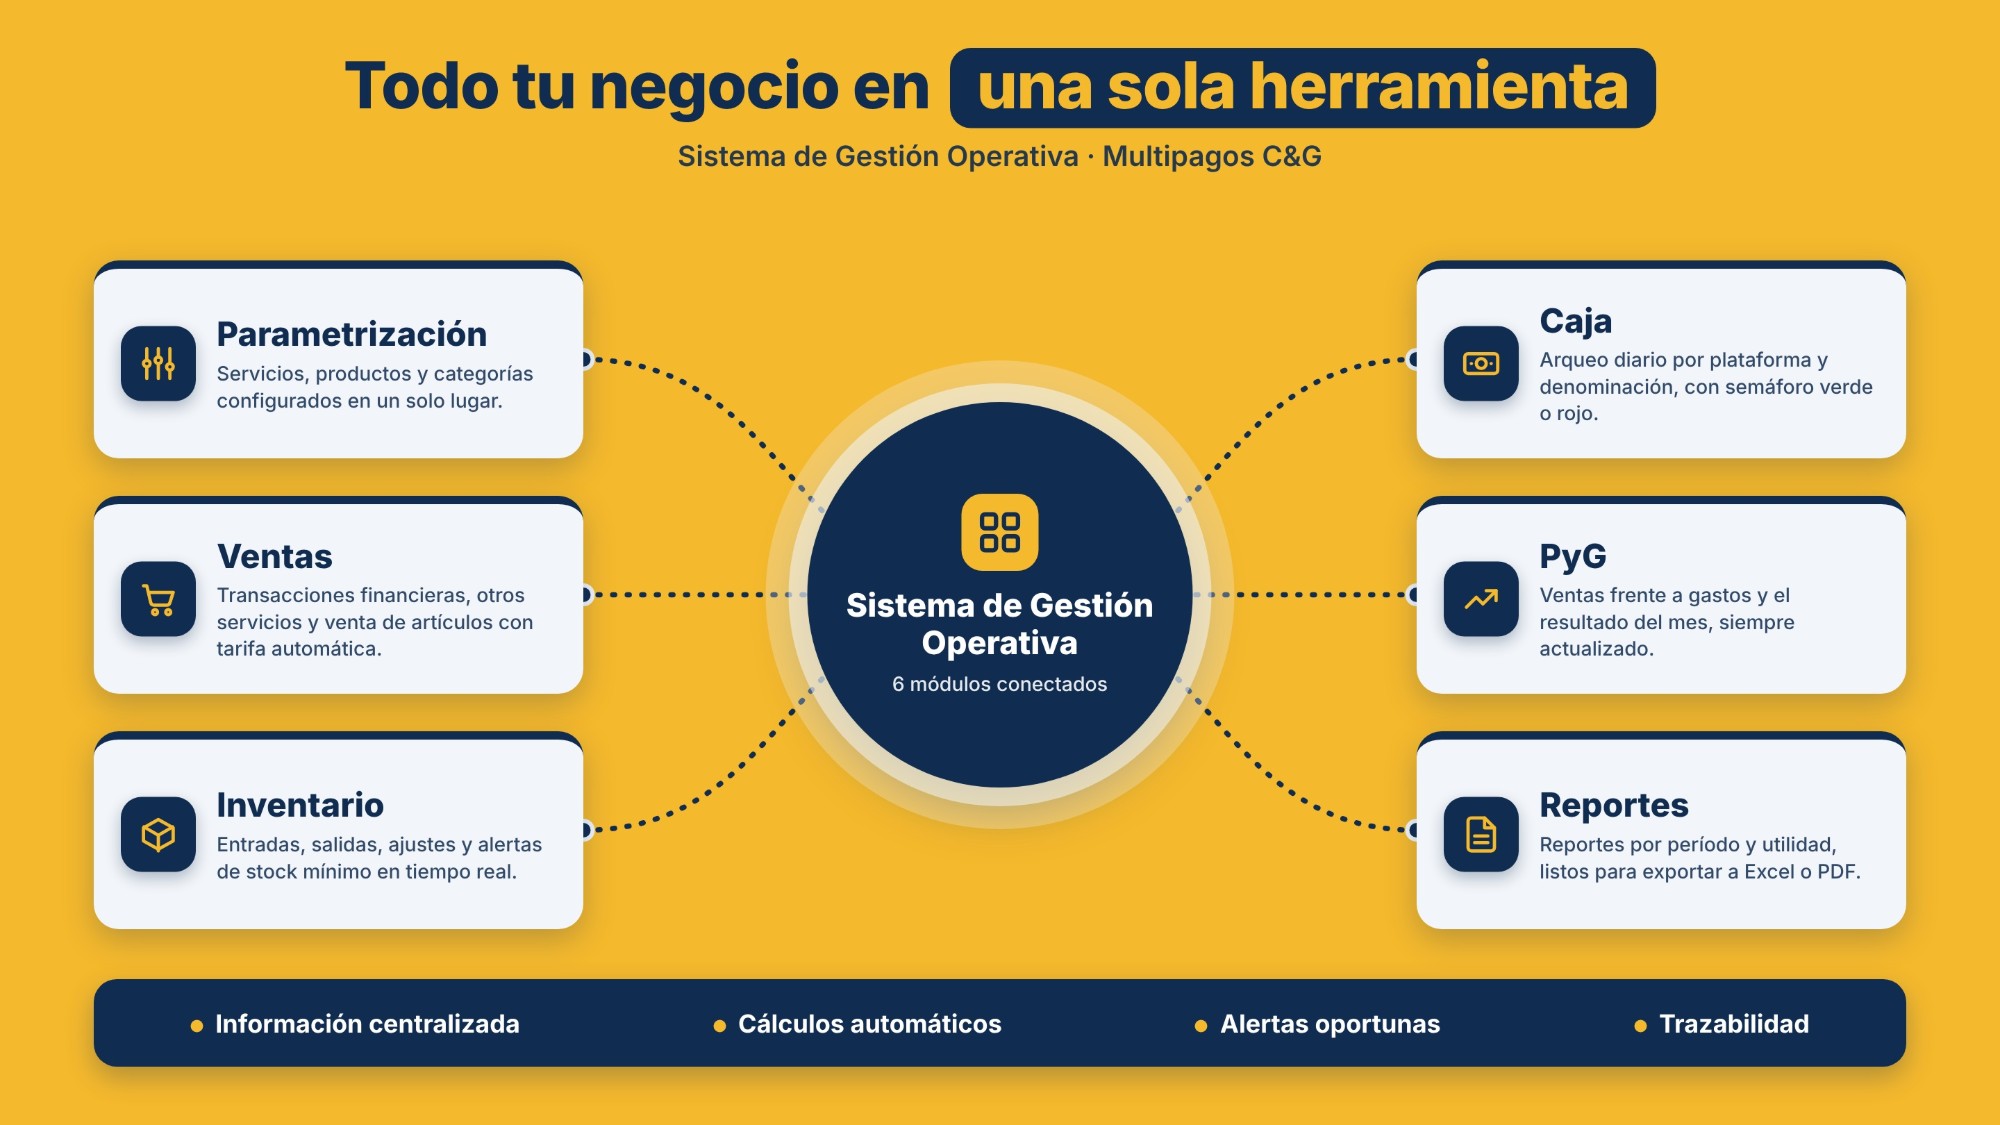 Todo tu negocio en una sola herramienta
Sistema de Gestión Operativa · Multipagos C&G
Parametrización
Servicios, productos y categorías
configurados en un solo lugar.
Ventas
Transacciones financieras, otros
servicios y venta de artículos con
tarifa automática.
Inventario
Entradas, salidas, ajustes y alertas
de stock mínimo en tiempo real.
Sistema de Gestión
Operativa
6 módulos conectados
Caja
Arqueo diario por plataforma y
denominación, con semáforo verde
o rojo.
PyG
Ventas frente a gastos y el
resultado del mes, siempre
actualizado.
Reportes
Reportes por período y utilidad,
listos para exportar a Excel o PDF.
Información centralizada
Cálculos automáticos
Alertas oportunas
Trazabilidad